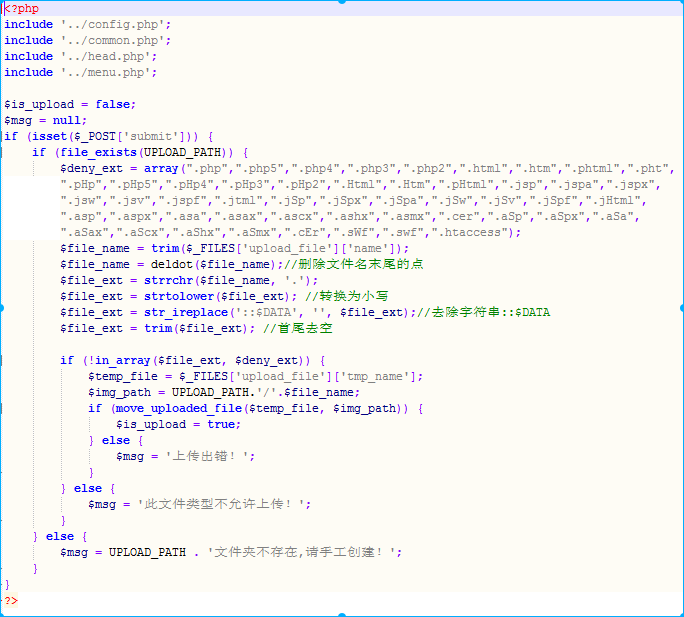 <?php
include '../config.php';
include '../common.php';
include '../head.php';
include '../menu.php';

$is_upload = false;
$msg = null;
if (isset($_POST['submit'])) {
    if (file_exists(UPLOAD_PATH)) {
        $deny_ext = array(".php",".php5",".php4",".php3",".php2",".html",".htm",".phtml",".pht",
        ".pHp",".pHp5",".pHp4",".pHp3",".pHp2",".Html",".Htm",".pHtml",".jsp",".jspa",".jspx",
        ".jsw",".jsv",".jspf",".jtml",".jSp",".jSpx",".jSpa",".jSw",".jSv",".jSpf",".jHtml",
        ".asp",".aspx",".asa",".asax",".ascx",".ashx",".asmx",".cer",".aSp",".aSpx",".aSa",
        ".aSax",".aScx",".aShx",".aSmx",".cEr",".sWf",".swf",".htaccess");
        $file_name = trim($_FILES['upload_file']['name']);
        $file_name = deldot($file_name);//删除文件名末尾的点
        $file_ext = strrchr($file_name, '.');
        $file_ext = strtolower($file_ext); //转换为小写
        $file_ext = str_ireplace('::$DATA', '', $file_ext);//去除字符串::$DATA
        $file_ext = trim($file_ext); //首尾去空

        if (!in_array($file_ext, $deny_ext)) {
            $temp_file = $_FILES['upload_file']['tmp_name'];
            $img_path = UPLOAD_PATH.'/'.$file_name;
            if (move_uploaded_file($temp_file, $img_path)) {
                $is_upload = true;
            } else {
                $msg = '上传出错！';
            }
        } else {
            $msg = '此文件类型不允许上传！';
        }
    } else {
        $msg = UPLOAD_PATH . '文件夹不存在,请手工创建！';
    }
}
?>